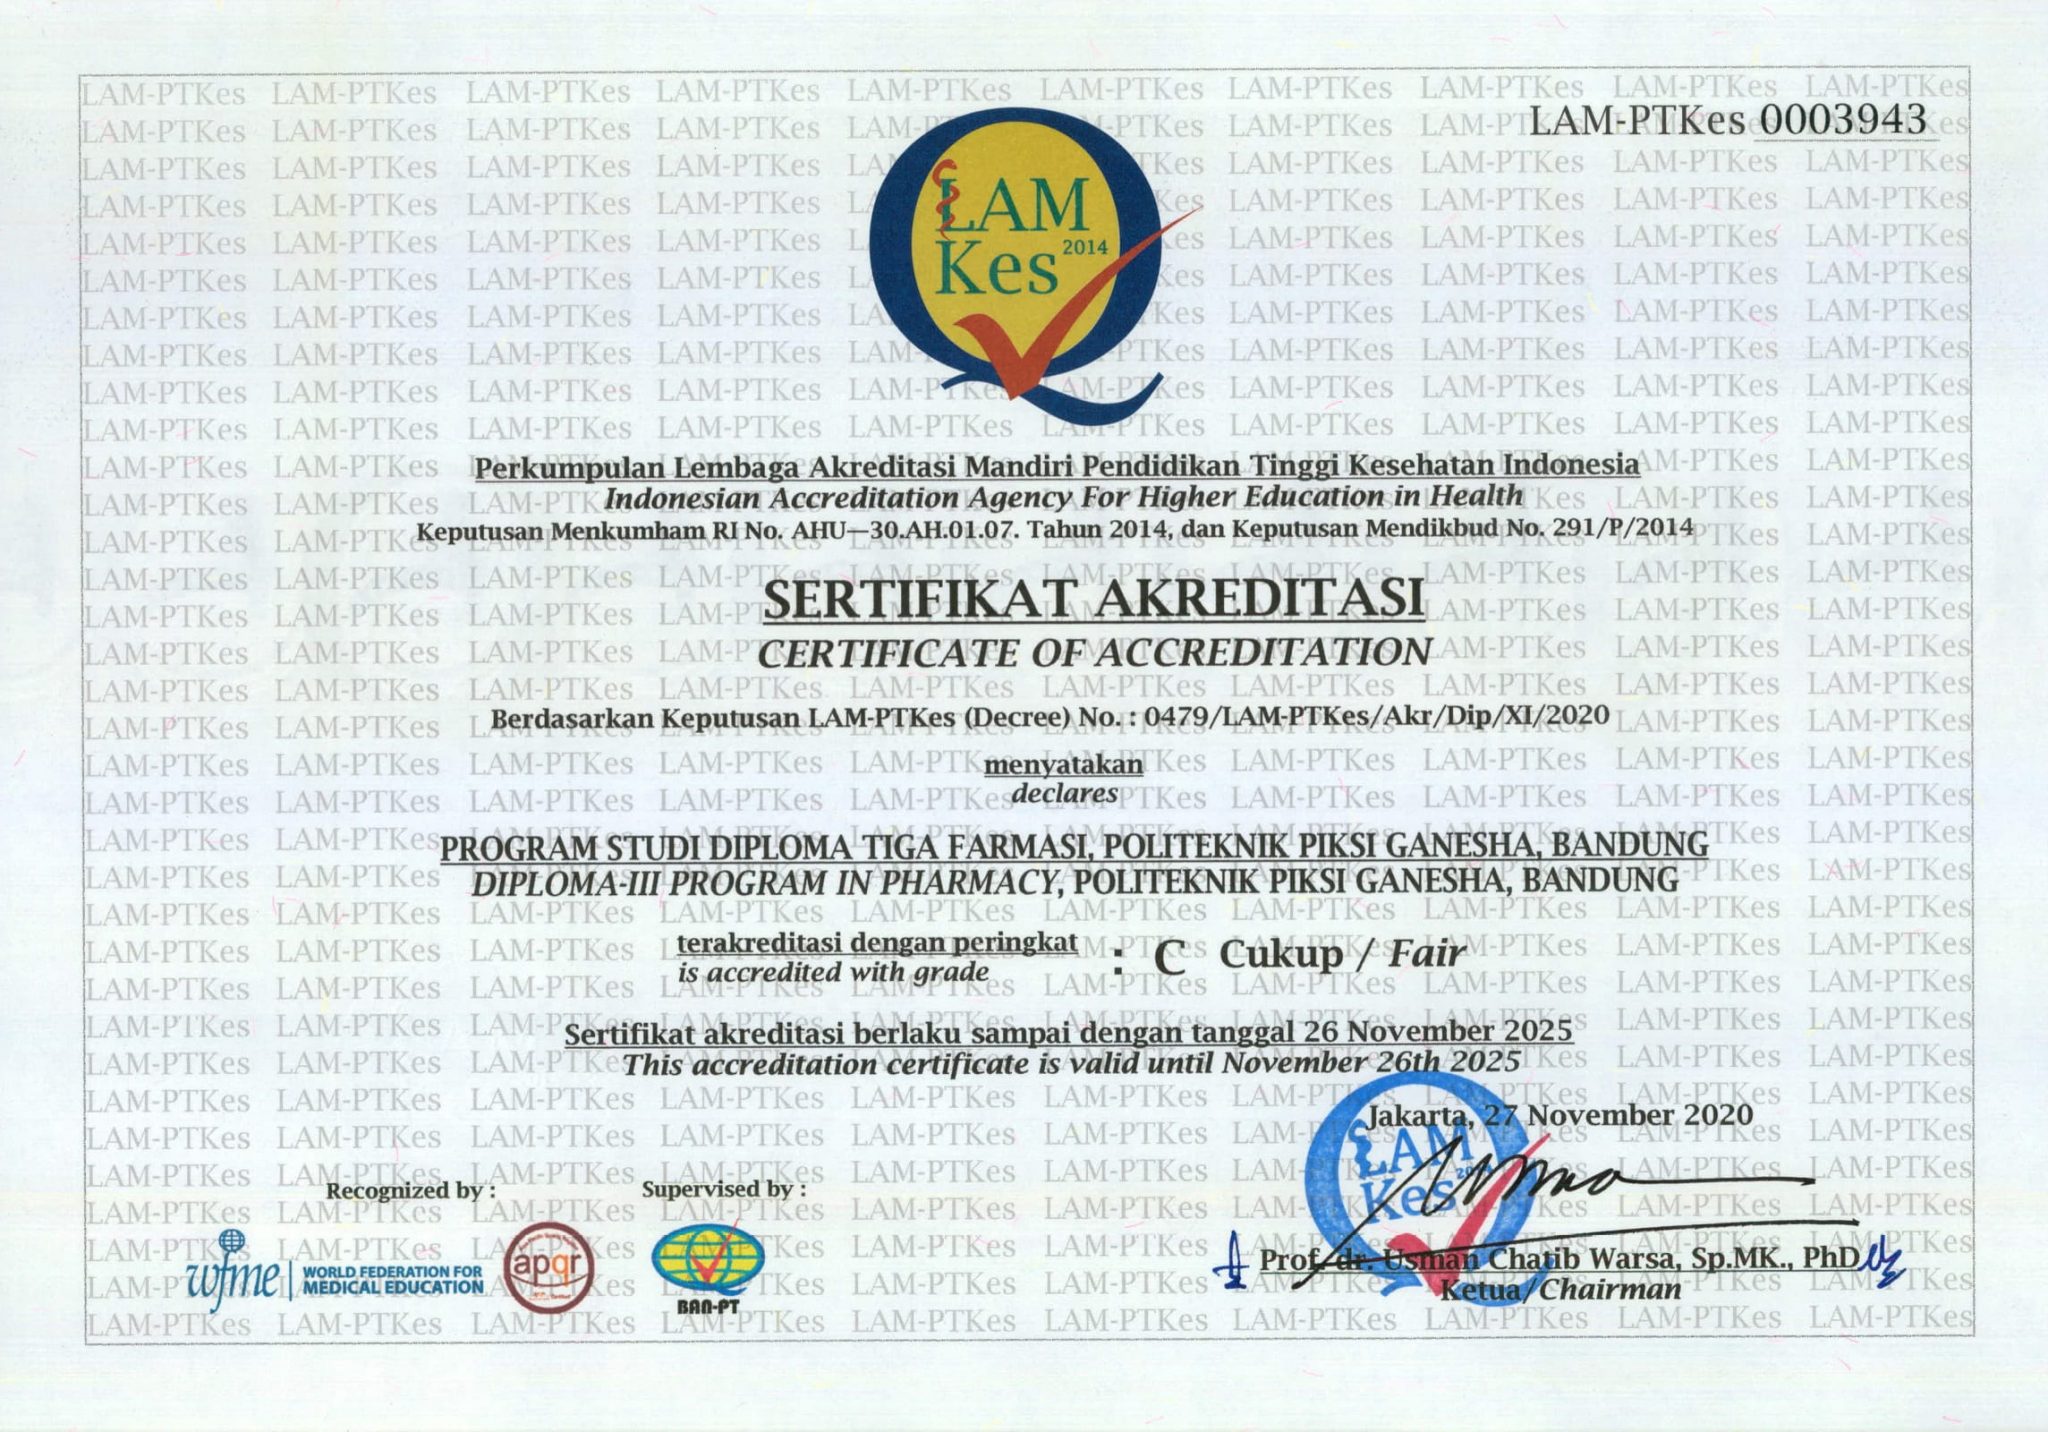 LAM-PTKes 0003943
LAM
Kes 2014
Perkumpulan Lembaga Akreditasi Mandiri Pendidikan Tinggi Kesehatan Indonesia
Indonesian Accreditation Agency For Higher Education in Health
Keputusan Menkumham RI No. AHU—30.AH.01.07. Tahun 2014, dan Keputusan Mendikbud No. 291/P/2014
SERTIFIKAT AKREDITASI
CERTIFICATE OF ACCREDITATION
Berdasarkan Keputusan LAM-PTKes (Decree) No. : 0479/LAM-PTKes/Akr/Dip/XI/2020
menyatakan
declares
PROGRAM STUDI DIPLOMA TIGA FARMASI, POLITEKNIK PIKSI GANESHA, BANDUNG
DIPLOMA-III PROGRAM IN PHARMACY, POLITEKNIK PIKSI GANESHA, BANDUNG
terakreditasi dengan peringkat : C Cukup / Fair
is accredited with grade
Sertifikat akreditasi berlaku sampai dengan tanggal 26 November 2025
This accreditation certificate is valid until November 26th 2025
Jakarta, 27 November 2020
LAM
Kes
Recognized by :
Supervised by :
wfme WORLD FEDERATION FOR
MEDICAL EDUCATION
apqr
BAN-PT
Prof. dr. Usman Chatib Warsa, Sp.MK., PhD
Ketua/Chairman